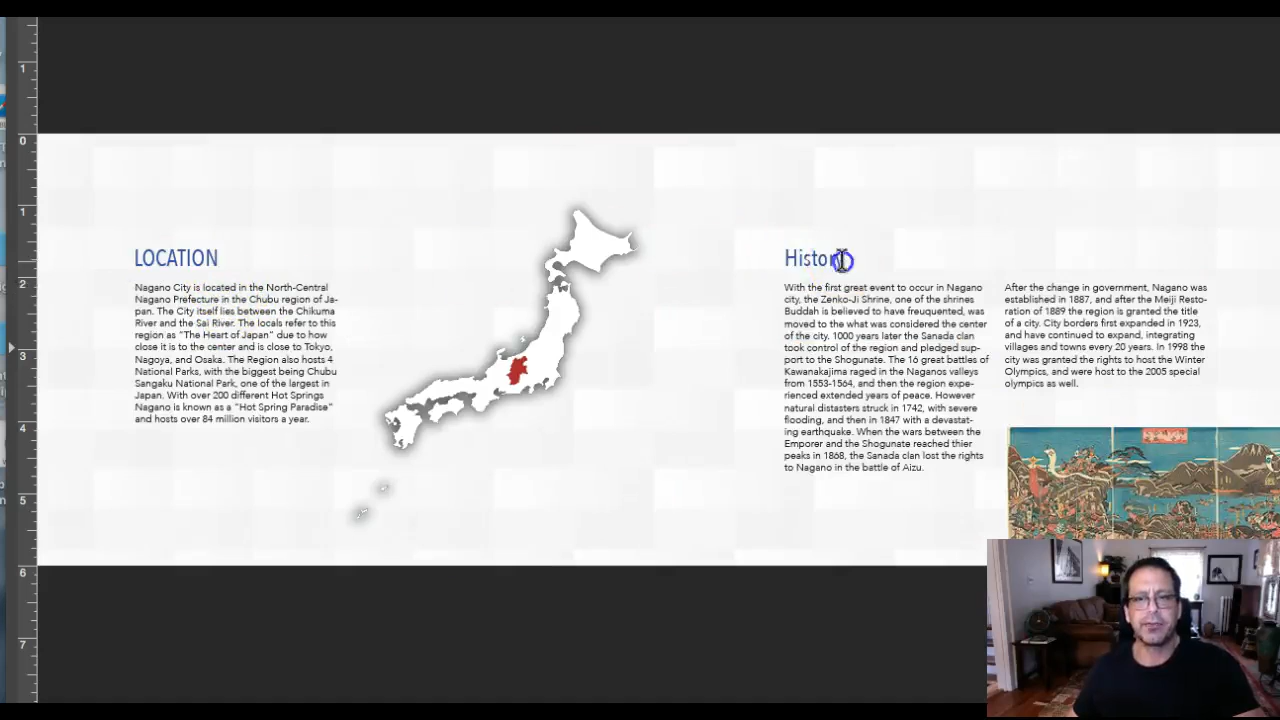 LOCATION
Nagano City is located in the North-Central
Nagano Prefecture in the Chubu region of Ja-
pan. The City itself lies between the Chikuma
River and the Sai River. The locals refer to this
region as "The Heart of Japan" due to how
close it is to the center and is close to Tokyo,
Nagoya, and Osaka. The Region also hosts 4
National Parks, with the biggest being Chubu
Sangaku National Park, one of the largest in
Japan. With over 200 different Hot Springs
Nagano is known as a "Hot Spring Paradise"
and hosts over 84 million visitors a year.
History
With the first great event to occur in Nagano
city, the Zenko-Ji Shrine, one of the shrines
Buddah is believed to have freuquented, was
moved to the what was considered the center
of the city. 1000 years later the Sanada clan
took control of the region and pledged sup-
port to the Shogunate. The 16 great battles of
Kawanakajima raged in the Naganos valleys
from 1553-1564, and then the region expe-
rienced extended years of peace. However
natural distasters struck in 1742, with severe
flooding, and then in 1847 with a devastat-
ing earthquake. When the wars between the
Emporer and the Shogunate reached thier
peaks in 1868, the Sanada clan lost the rights
to Nagano in the battle of Aizu.
After the change in government, Nagano was
established in 1887, and after the Meiji Resto-
ration of 1889 the region is granted the title
of a city. City borders first expanded in 1923,
and have continued to expand, integrating
villages and towns every 20 years. In 1998 the
city was granted the rights to host the Winter
Olympics, and were host to the 2005 special
olympics as well.
1
0
1
2
3
4
5
6
7